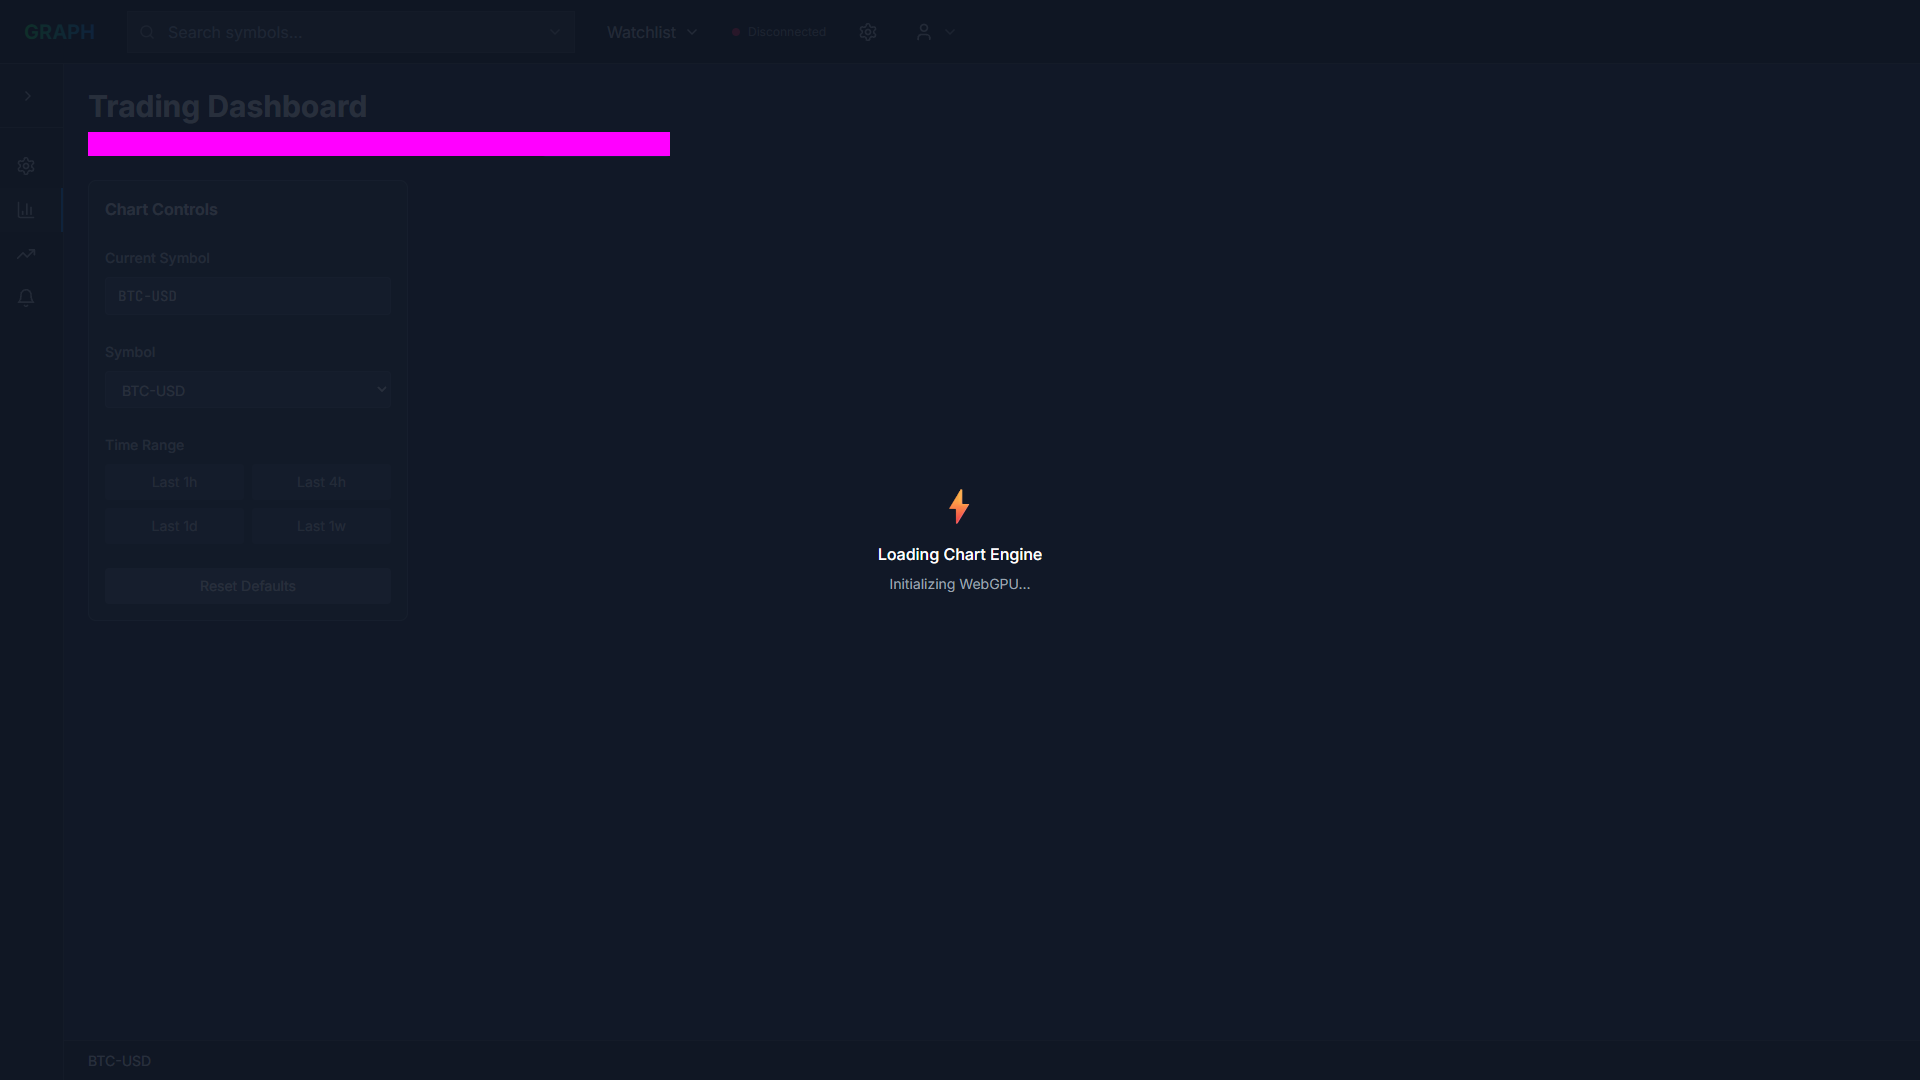 GRAPH
Search symbols...
Watchlist
Disconnected
Trading Dashboard
Chart Controls
Current Symbol
BTC-USD
Symbol
BTC-USD
Time Range
Last 1h
Last 4h
Last 1d
Last 1w
Reset Defaults
Loading Chart Engine
Initializing WebGPU...
BTC-USD